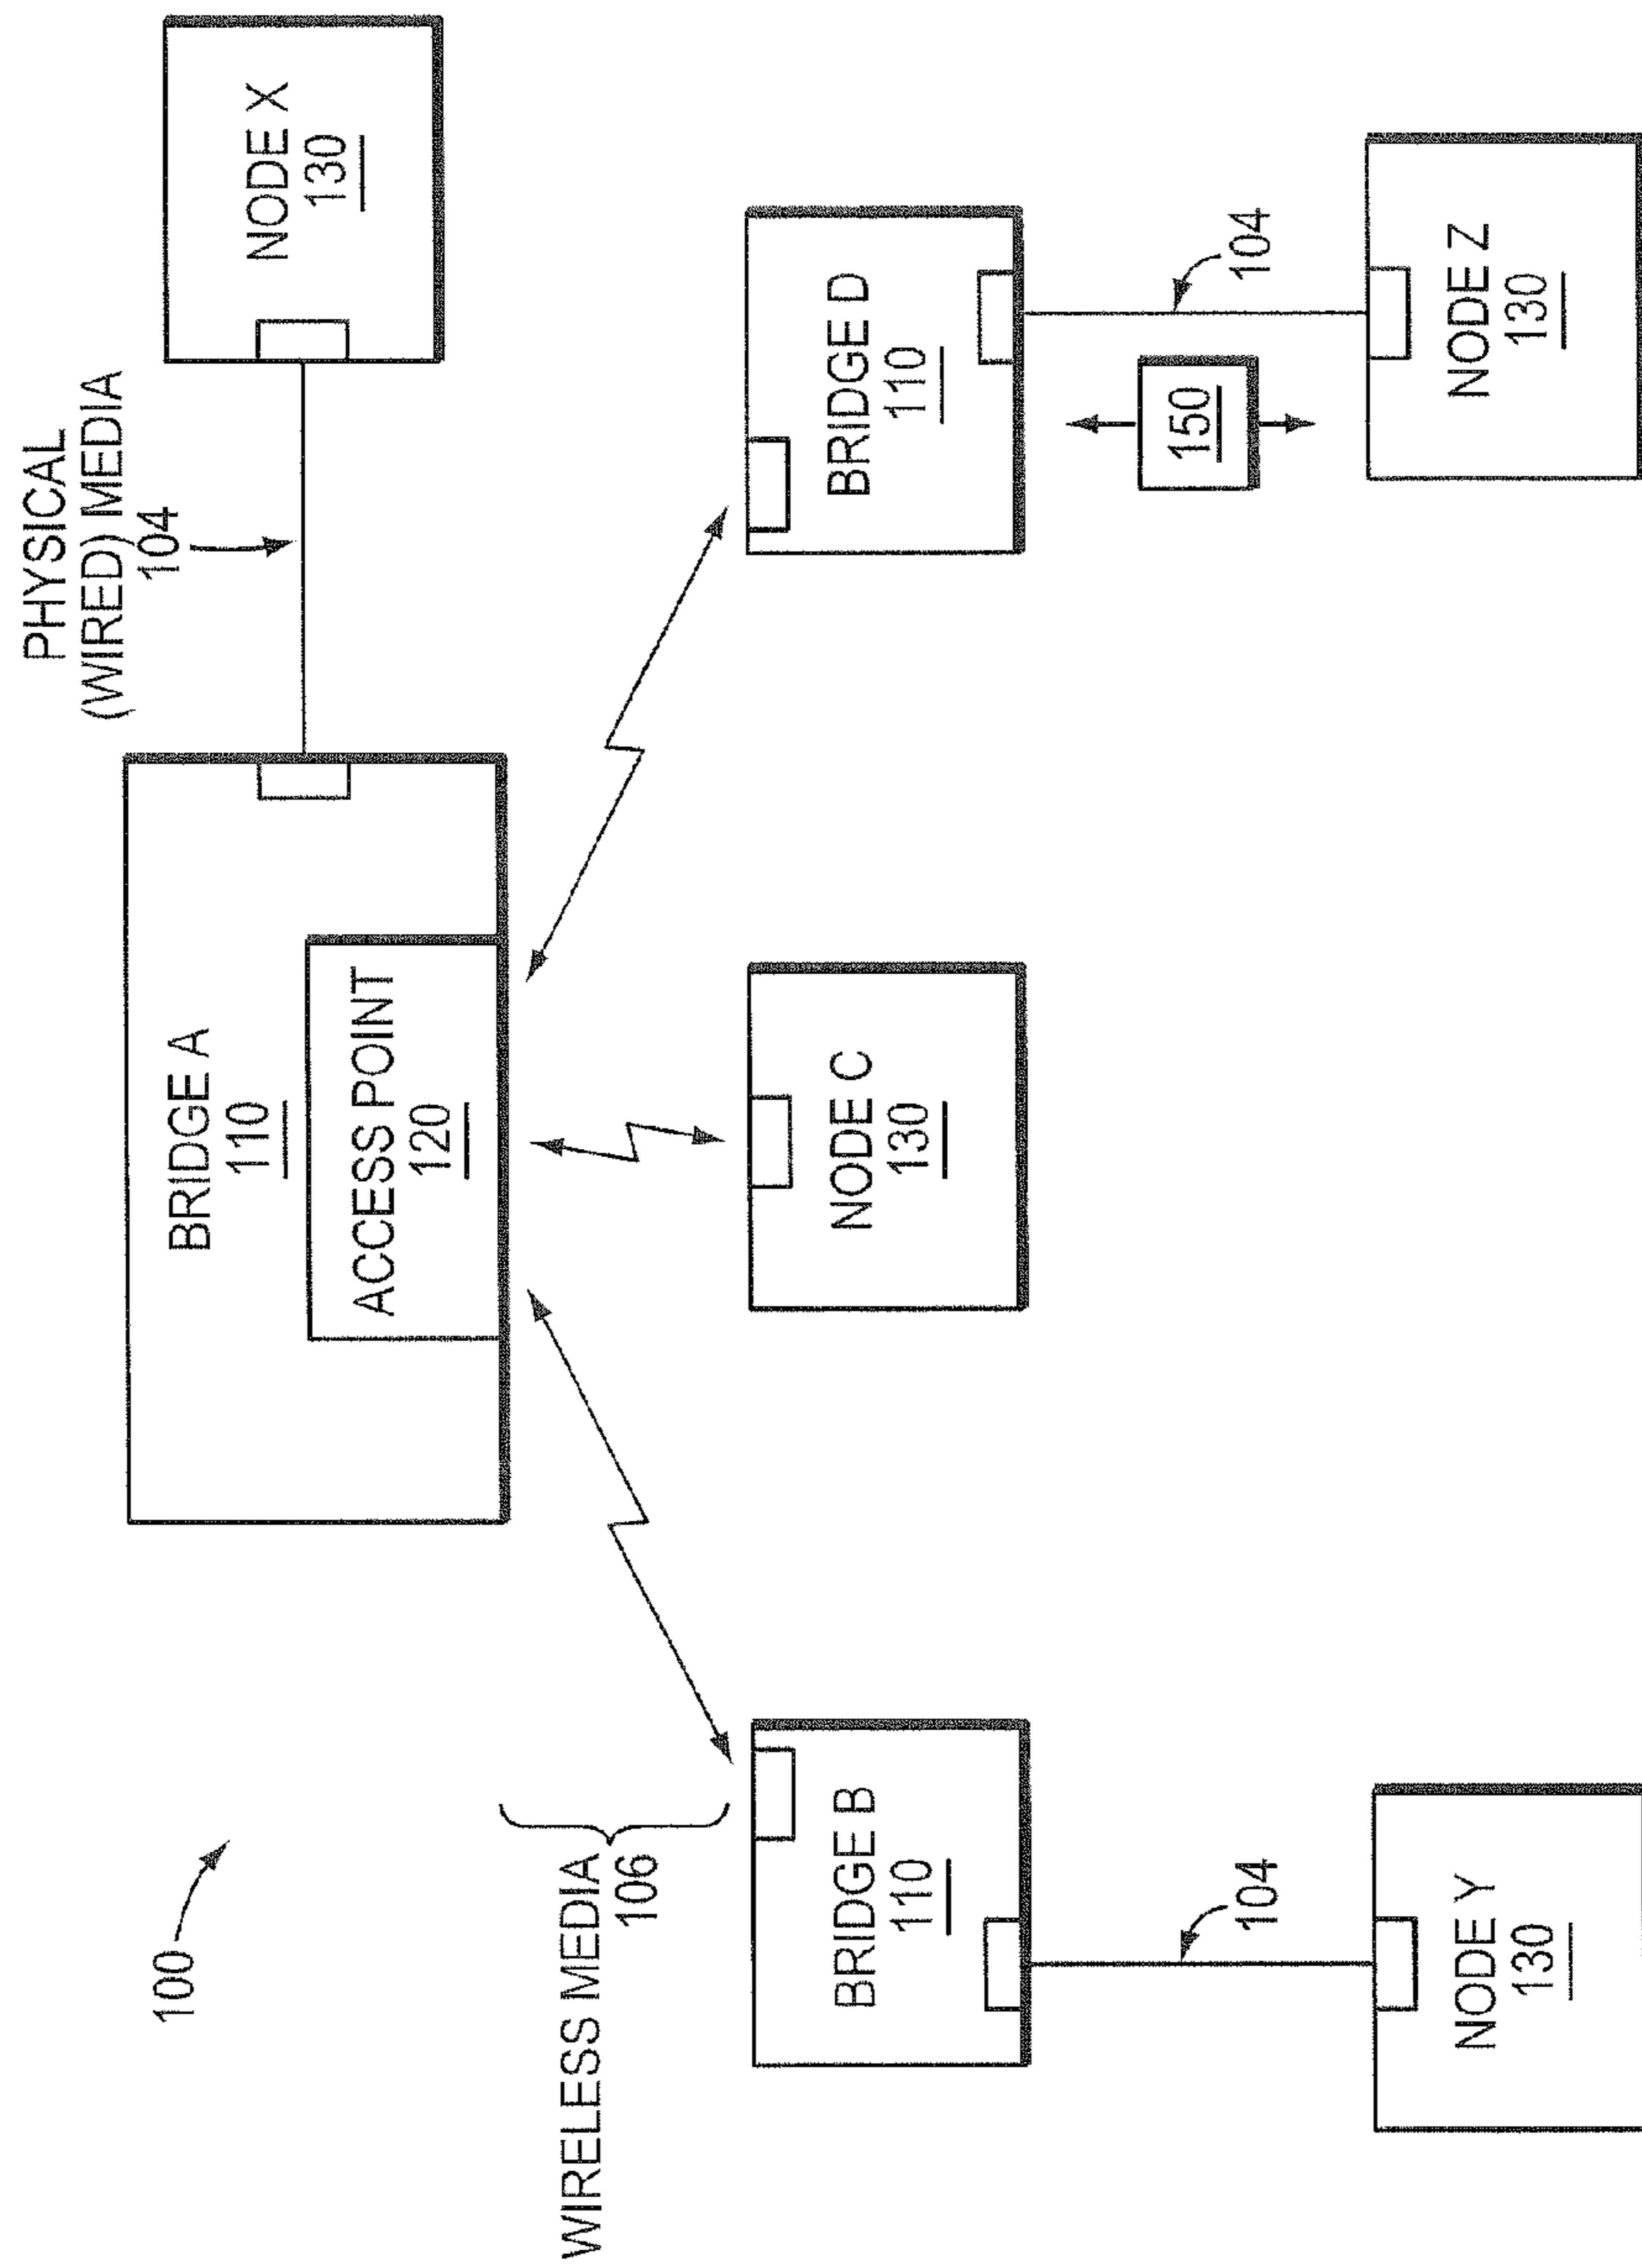 100
PHYSICAL
(WIRED) MEDIA
104
BRIDGE A
110
ACCESS POINT
120
NODE X
130
WIRELESS MEDIA
106
BRIDGE B
110
NODE C
130
BRIDGE D
110
104
150
104
NODE Y
130
NODE Z
130